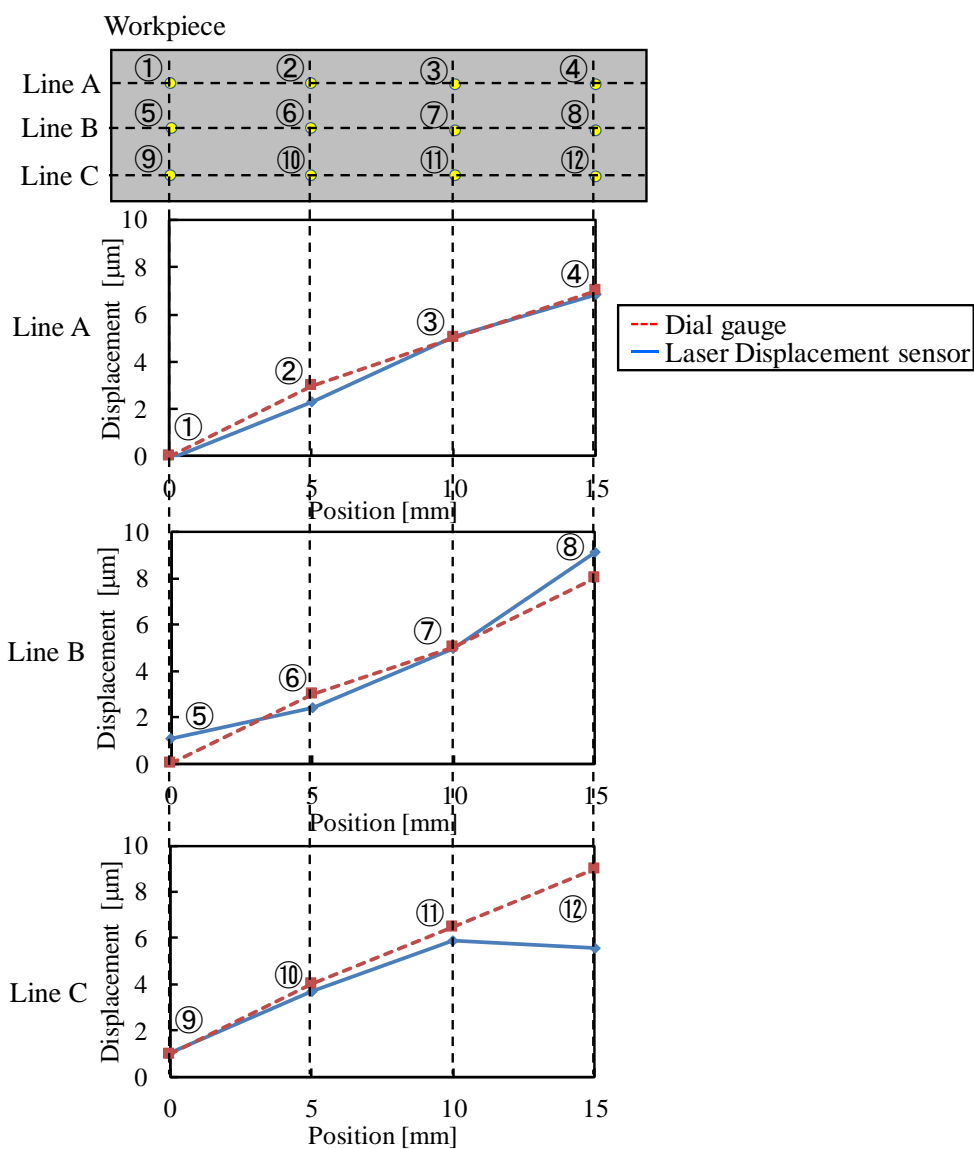 Workpiece
Line A ① ② ③ ④
Line B ⑤ ⑥ ⑦ ⑧
Line C ⑨ ⑩ ⑪ ⑫
Line A
Displacement [μm]
10
8
6
4
2
0
① ② ③ ④
0 5 10 15
Position [mm]
Dial gauge
Laser Displacement sensor
Line B
Displacement [μm]
10
8
6
4
2
0
⑤ ⑥ ⑦ ⑧
0 5 10 15
Position [mm]
Line C
Displacement [μm]
10
8
6
4
2
0
⑨ ⑩ ⑪ ⑫
0 5 10 15
Position [mm]